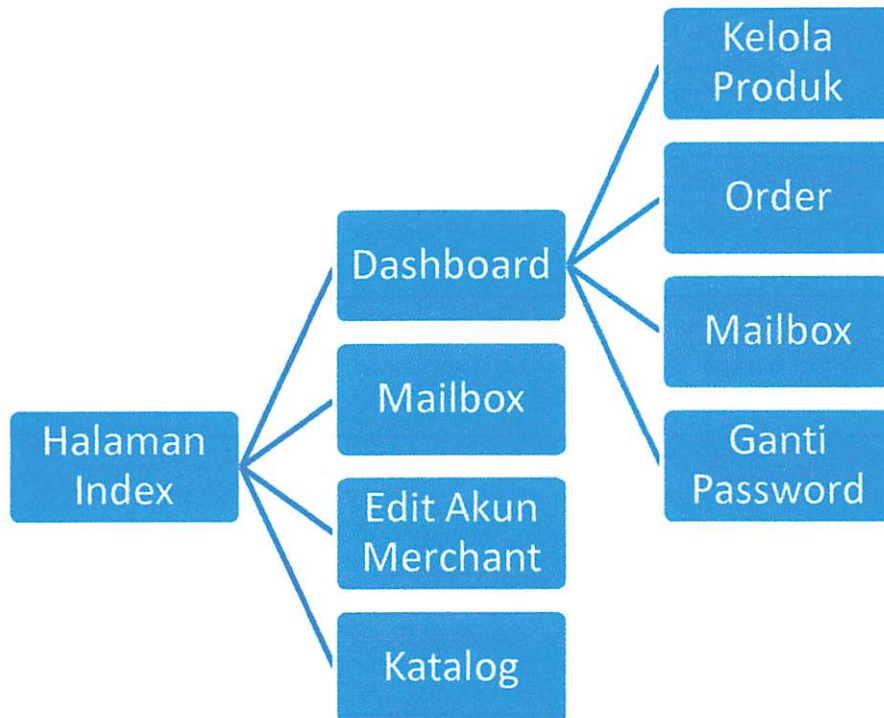 Halaman
Index
Dashboard
Mailbox
Edit Akun
Merchant
Katalog
Kelola
Produk
Order
Mailbox
Ganti
Password